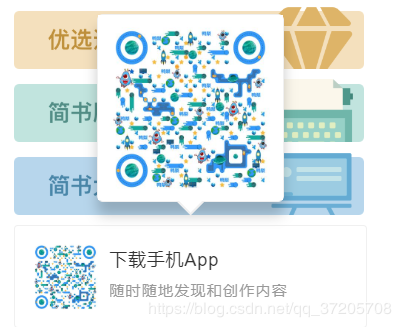 优选
简书
简书
下载手机App
随时随地发现和创作内容
https://blog.csdn.net/qq_37205708